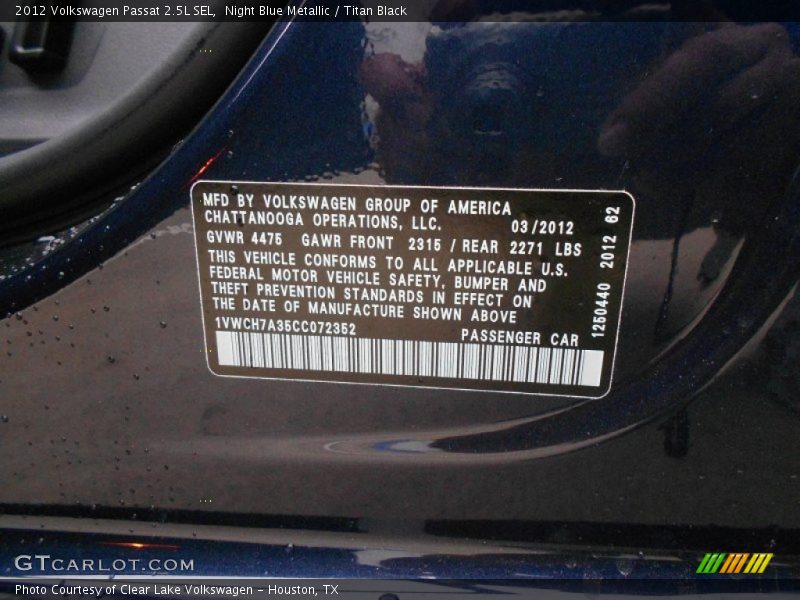 2012 Volkswagen Passat 2.5L SEL,  Night Blue Metallic / Titan Black
MFD BY VOLKSWAGEN GROUP OF AMERICA
CHATTANOOGA OPERATIONS, LLC. 03/2012
GVWR 4475 GAWR FRONT 2315 / REAR 2271 LBS
THIS VEHICLE CONFORMS TO ALL APPLICABLE U.S.
FEDERAL MOTOR VEHICLE SAFETY, BUMPER AND
THEFT PREVENTION STANDARDS IN EFFECT ON
THE DATE OF MANUFACTURE SHOWN ABOVE
1VWCH7A35CC072352 PASSENGER CAR
1250440 2012 62
GTCARLOT.COM
Photo Courtesy of Clear Lake Volkswagen - Houston, TX